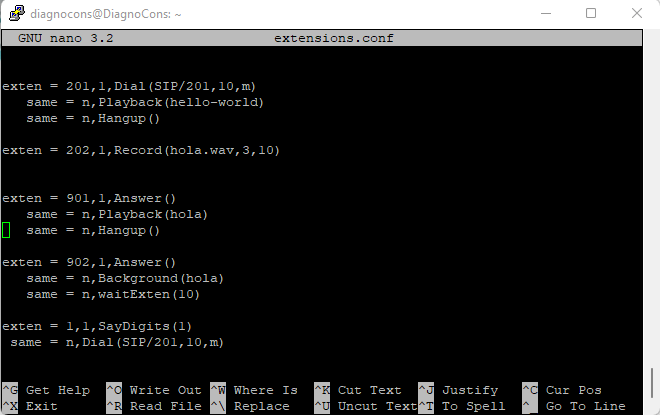 diagnocons@DiagnoCons: ~
GNU nano 3.2 extensions.conf
exten = 201,1,Dial(SIP/201,10,m)
same = n,Playback(hello-world)
same = n,Hangup()
exten = 202,1,Record(hola.wav,3,10)
exten = 901,1,Answer()
same = n,Playback(hola)
same = n,Hangup()
exten = 902,1,Answer()
same = n,Background(hola)
same = n,waitExten(10)
exten = 1,1,SayDigits(1)
same = n,Dial(SIP/201,10,m)
^G Get Help ^O Write Out ^W Where Is ^K Cut Text ^J Justify ^C Cur Pos
^X Exit ^R Read File ^\ Replace ^U Uncut Text ^T To Spell ^_ Go To Line